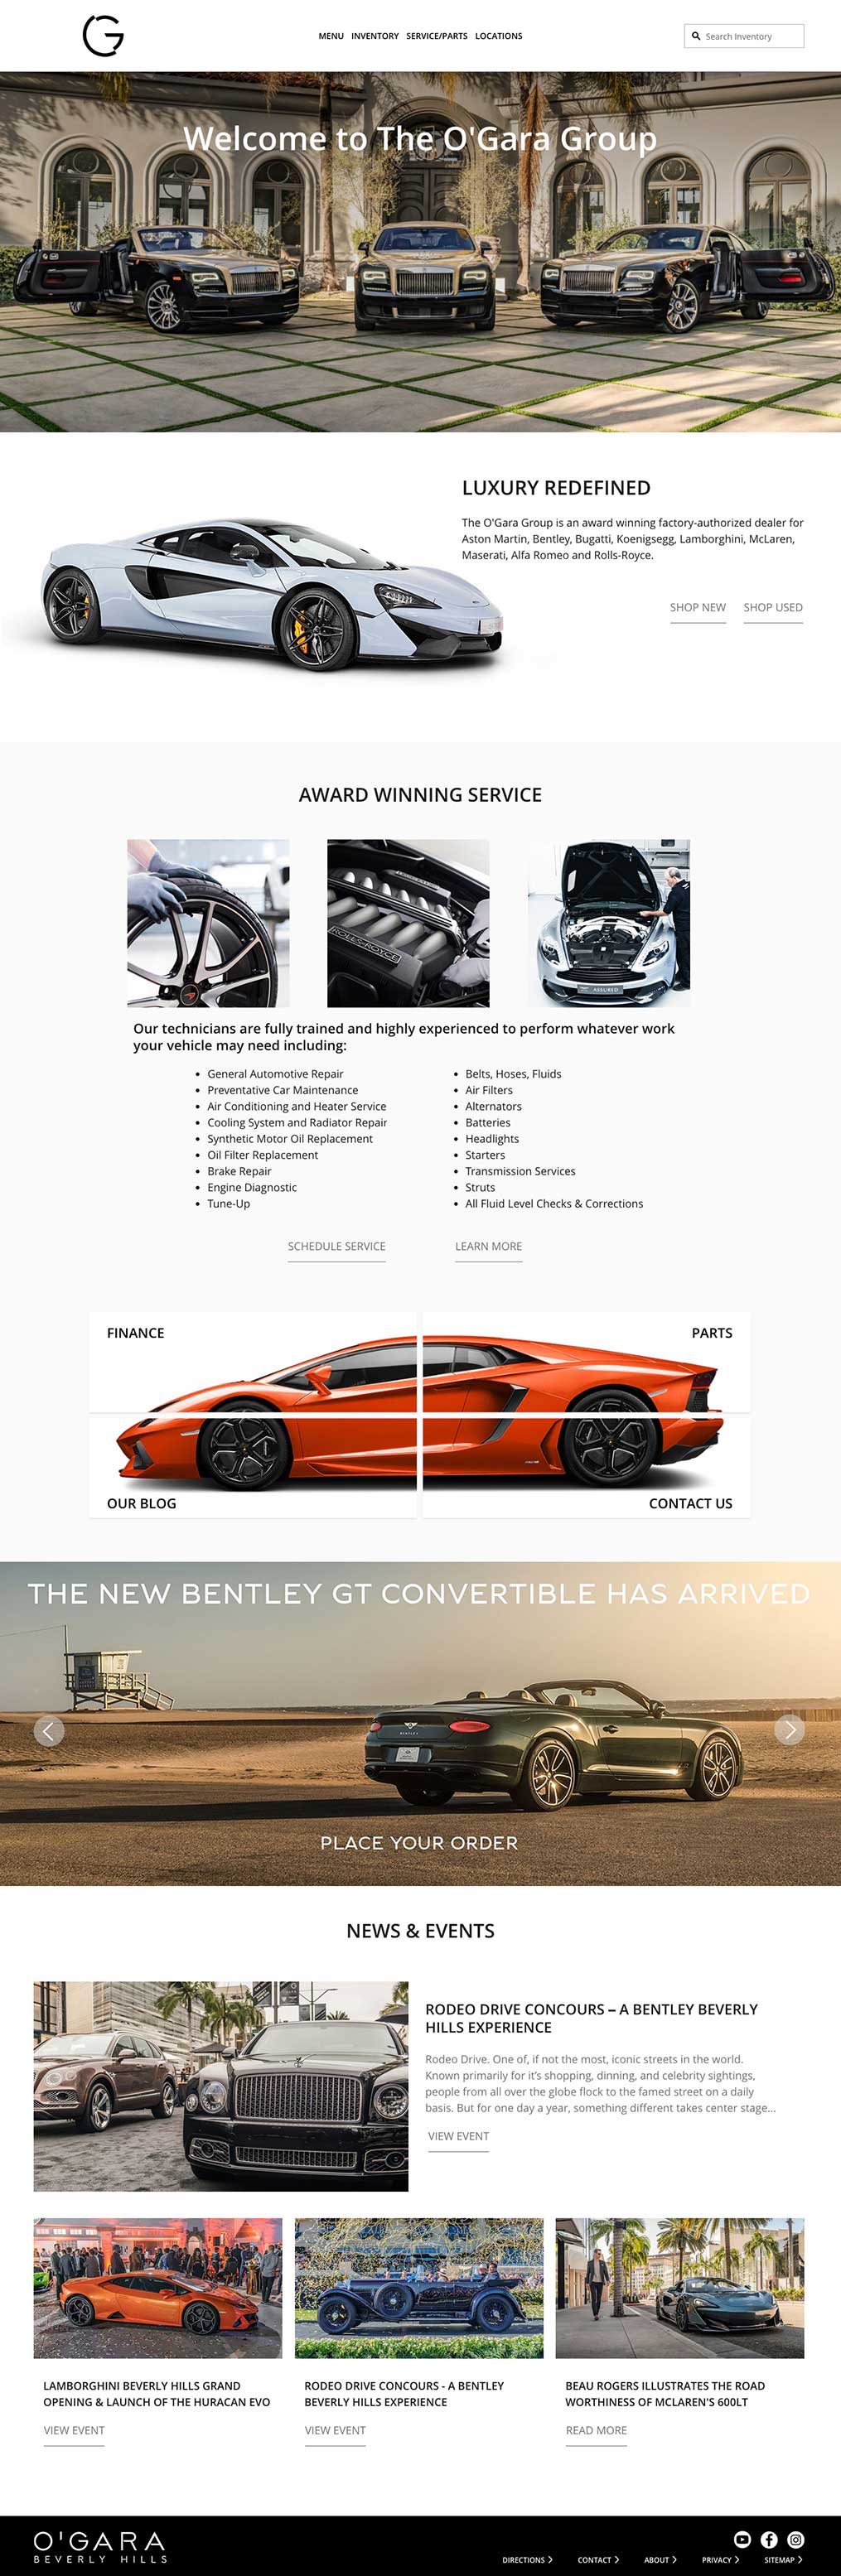 G
MENU INVENTORY SERVICE/PARTS LOCATIONS
Search Inventory
Welcome to The O'Gara Group
LUXURY REDEFINED
The O'Gara Group is an award winning factory-authorized dealer for
Aston Martin, Bentley, Bugatti, Koenigsegg, Lamborghini, McLaren,
Maserati, Alfa Romeo and Rolls-Royce.
SHOP NEW SHOP USED
AWARD WINNING SERVICE
ROLLS-ROYCE
ASSURED
Our technicians are fully trained and highly experienced to perform whatever work
your vehicle may need including:
• General Automotive Repair
• Preventative Car Maintenance
• Air Conditioning and Heater Service
• Cooling System and Radiator Repair
• Synthetic Motor Oil Replacement
• Oil Filter Replacement
• Brake Repair
• Engine Diagnostic
• Tune-Up
• Belts, Hoses, Fluids
• Air Filters
• Alternators
• Batteries
• Headlights
• Starters
• Transmission Services
• Struts
• All Fluid Level Checks & Corrections
SCHEDULE SERVICE LEARN MORE
FINANCE PARTS
OUR BLOG CONTACT US
THE NEW BENTLEY GT CONVERTIBLE HAS ARRIVED
BENTLEY
PLACE YOUR ORDER
NEWS & EVENTS
RODEO DRIVE CONCOURS – A BENTLEY BEVERLY
HILLS EXPERIENCE
Rodeo Drive. One of, if not the most, iconic streets in the world.
Known primarily for it's shopping, dinning, and celebrity sightings,
people from all over the globe flock to the famed street on a daily
basis. But for one day a year, something different takes center stage...
VIEW EVENT
LAMBORGHINI BEVERLY HILLS GRAND
OPENING & LAUNCH OF THE HURACAN EVO
VIEW EVENT
RODEO DRIVE CONCOURS - A BENTLEY
BEVERLY HILLS EXPERIENCE
VIEW EVENT
BEAU ROGERS ILLUSTRATES THE ROAD
WORTHINESS OF MCLAREN'S 600LT
READ MORE
O'GARA
BEVERLY HILLS
DIRECTIONS CONTACT ABOUT PRIVACY SITEMAP